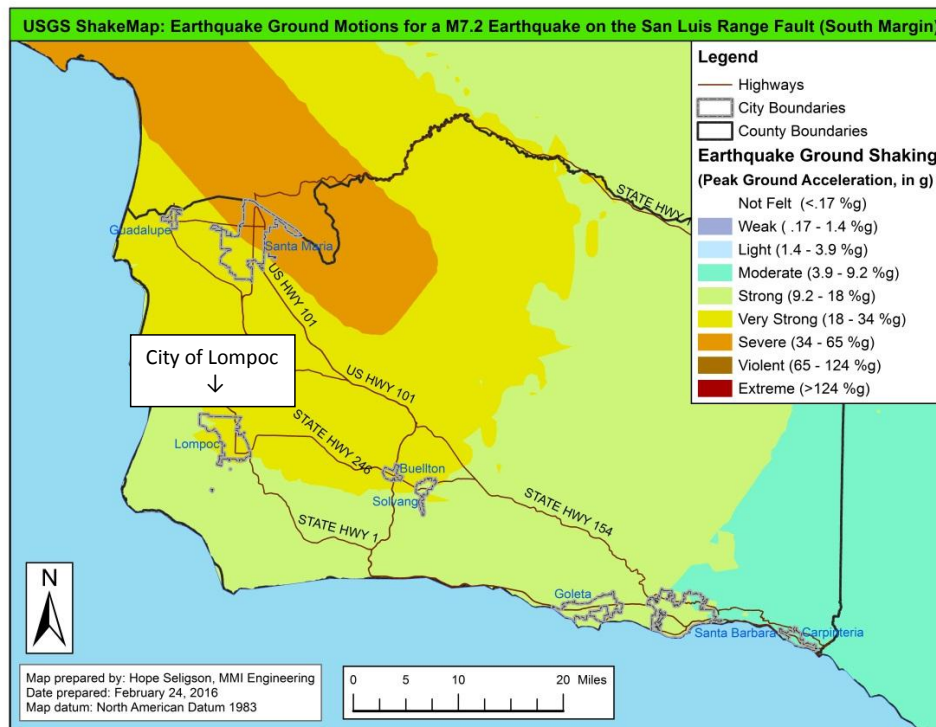 USGS ShakeMap: Earthquake Ground Motions for a M7.2 Earthquake on the San Luis Range Fault (South Margin)
Legend
Highways
City Boundaries
County Boundaries
Earthquake Ground Shaking
(Peak Ground Acceleration, in g)
Not Felt (<.17 %g)
Weak ( .17 - 1.4 %g)
Light (1.4 - 3.9 %g)
Moderate (3.9 - 9.2 %g)
Strong (9.2 - 18 %g)
Very Strong (18 - 34 %g)
Severe (34 - 65 %g)
Violent (65 - 124 %g)
Extreme (>124 %g)
STATE HWY 1
Guadalupe
Santa Maria
US HWY 101
City of Lompoc
↓
US HWY 101
Lompoc
STATE HWY 246
Buellton
Solvang
STATE HWY 154
STATE HWY 1
Goleta
Santa Barbara
Carpinteria
N
Map prepared by: Hope Seligson, MMI Engineering
Date prepared: February 24, 2016
Map datum: North American Datum 1983
0 5 10 20 Miles